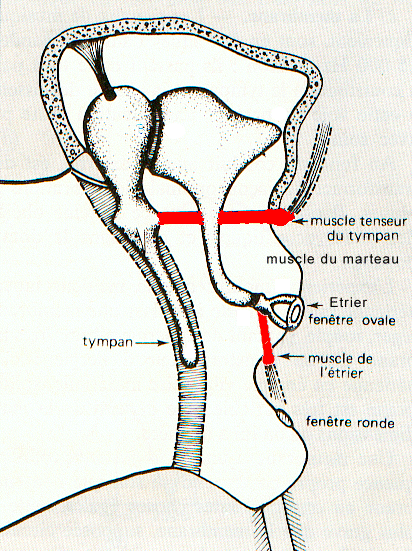 muscle tenseur
du tympan
muscle du marteau
Etrier
fenêtre ovale
tympan
muscle de
l'étrier
fenêtre ronde